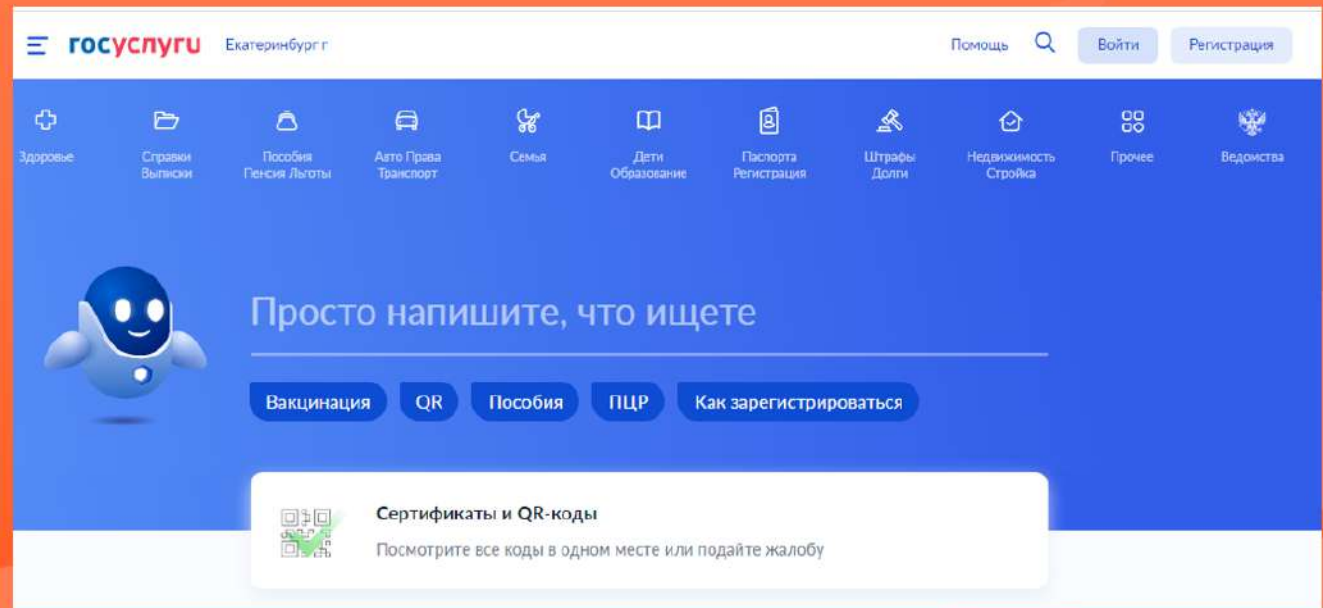 госуслуги Екатеринбург г Помощь Войти Регистрация
Здоровье
Справки
Выписки
Пособия
Пенсия Льготы
Авто Права
Транспорт
Семья
Дети
Образование
Паспорта
Регистрация
Штрафы
Долги
Недвижимость
Стройка
Прочее
Ведомства
Просто напишите, что ищете
Вакцинация QR Пособия ПЦР Как зарегистрироваться
Сертификаты и QR-коды
Посмотрите все коды в одном месте или подайте жалобу